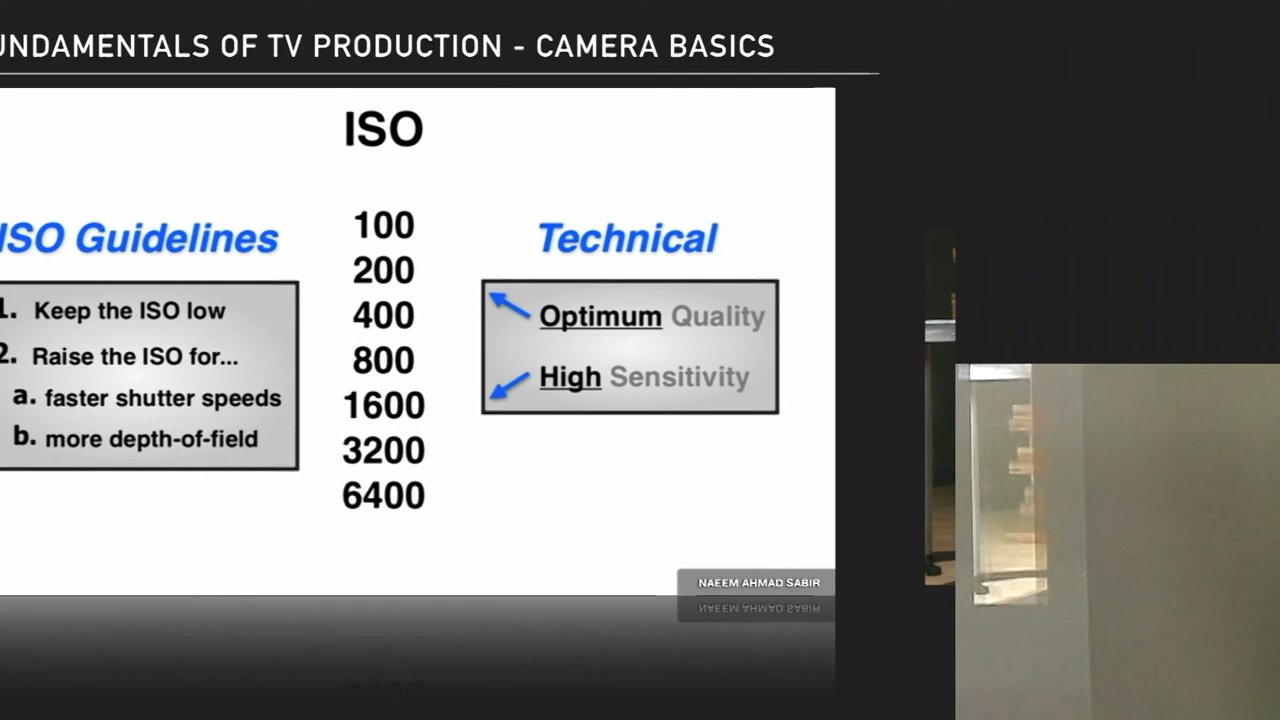 UNDAMENTALS OF TV PRODUCTION - CAMERA BASICS
ISO
ISO Guidelines
1. Keep the ISO low
2. Raise the ISO for...
a. faster shutter speeds
b. more depth-of-field
100
200
400
800
1600
3200
6400
Technical
Optimum Quality
High Sensitivity
NAEEM AHMAD SABIR